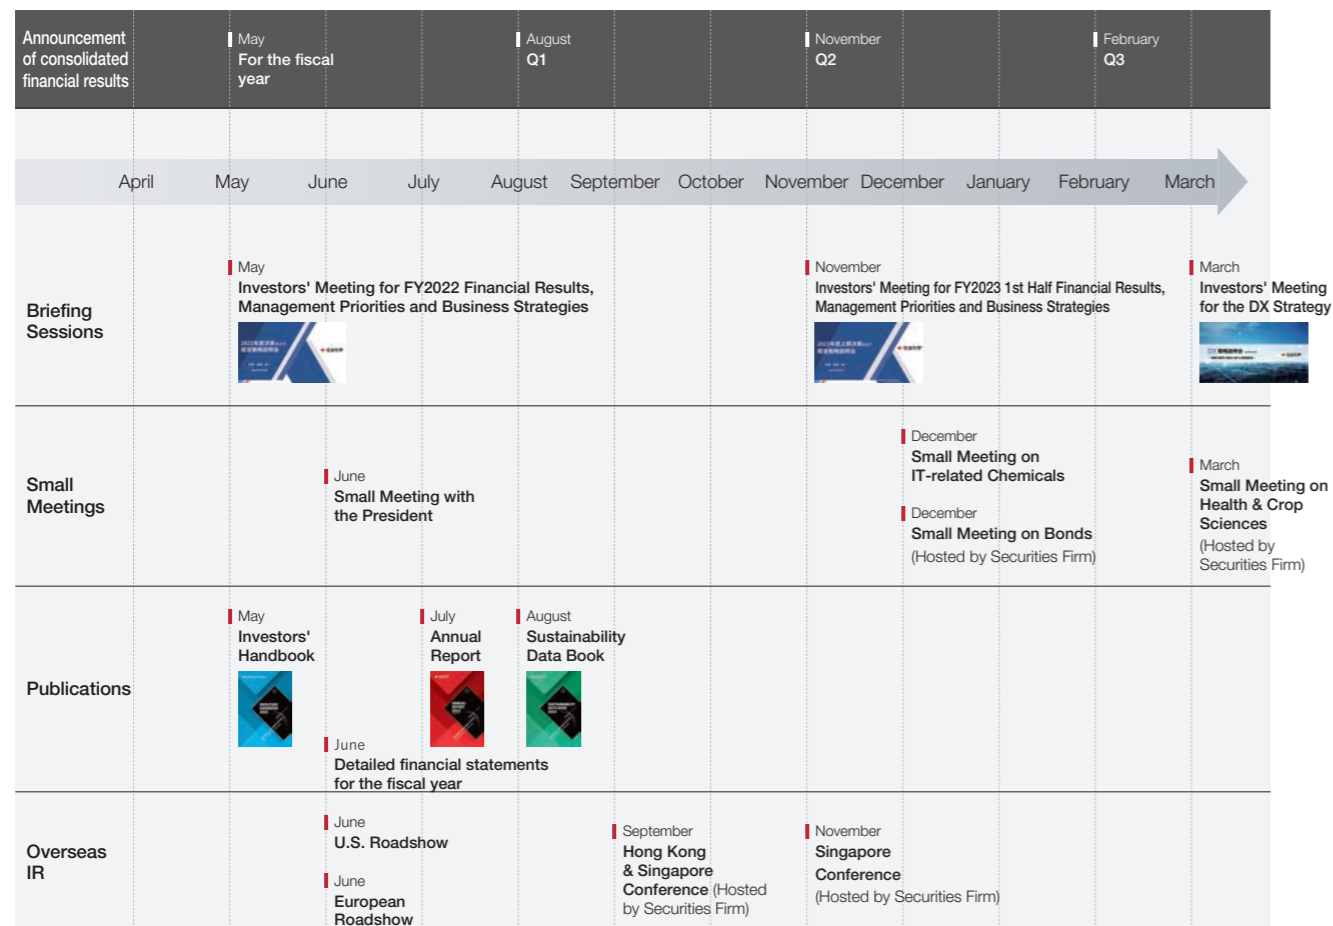 Announcement
of consolidated
financial results
May
For the fiscal
year
August
Q1
November
Q2
February
Q3
April
May
June
July
August
September
October
November
December
January
February
March
Briefing
Sessions
May
Investors' Meeting for FY2022 Financial Results,
Management Priorities and Business Strategies
November
Investors' Meeting for FY2023 1st Half Financial Results,
Management Priorities and Business Strategies
March
Investors' Meeting
for the DX Strategy
Small
Meetings
June
Small Meeting with
the President
December
Small Meeting on
IT-related Chemicals
December
Small Meeting on Bonds
(Hosted by Securities Firm)
March
Small Meeting on
Health & Crop
Sciences
(Hosted by
Securities Firm)
Publications
May
Investors'
Handbook
July
Annual
Report
August
Sustainability
Data Book
June
Detailed financial statements
for the fiscal year
Overseas
IR
June
U.S. Roadshow
June
European
Roadshow
September
Hong Kong
& Singapore
Conference (Hosted
by Securities Firm)
November
Singapore
Conference
(Hosted by Securities Firm)